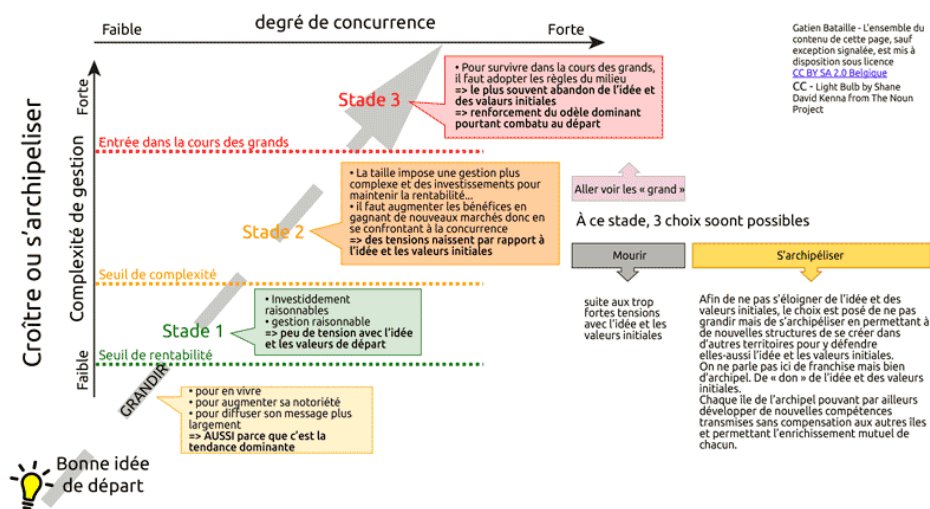 Faible
degré de concurrence
Forte
Gatien Bataille - L'ensemble du
contenu de cette page, sauf
exception signalée, est mis à
disposition sous licence
CC BY SA 2.0 Belgique
CC - Light Bulb by Shane
David Kenna from The Noun
Project
Croître ou s'archipeliser
Complexité de gestion
Forte
Faible
Stade 3
• Pour survivre dans la cours des grands,
il faut adopter les règles du milieu
=> le plus souvent abandon de l'idée et
des valeurs initiales
=> renforcement du odèle dominant
pourtant combatu au départ
Entrée dans la cours des grands
Stade 2
• La taille impose une gestion plus
complexe et des investissements pour
maintenir la rentabilité...
• il faut augmenter les bénéfices en
gagnant de nouveaux marchés donc en
se confrontant à la concurrence
=> des tensions naissent par rapport à
l'idée et les valeurs initiales
Aller voir les « grand »
À ce stade, 3 choix soont possibles
Mourir
S'archipéliser
suite aux trop
fortes tensions
avec l'idée et les
valeurs initiales
Afin de ne pas s'éloigner de l'idée et des
valeurs initiales, le choix est posé de ne pas
grandir mais de s'archipéliser en permettant à
de nouvelles structures de se créer dans
d'autres territoires pour y défendre
elles-aussi l'idée et les valeurs initiales.
On ne parle pas ici de franchise mais bien
d'archipel. De « don » de l'idée et des valeurs
initiales.
Chaque île de l'archipel pouvant par ailleurs
développer de nouvelles compétences
transmises sans compensation aux autres îles
et permettant l'enrichissement mutuel de
chacun.
Seuil de complexité
Stade 1
• Investiddement
raisonnables
• gestion raisonnable
=> peu de tension avec l'idée
et les valeurs de départ
Seuil de rentabilité
GRANDIR
• pour en vivre
• pour augmenter sa notoriété
• pour diffuser son message plus
largement
=> AUSSI parce que c'est la
tendance dominante
Bonne idée
de départ